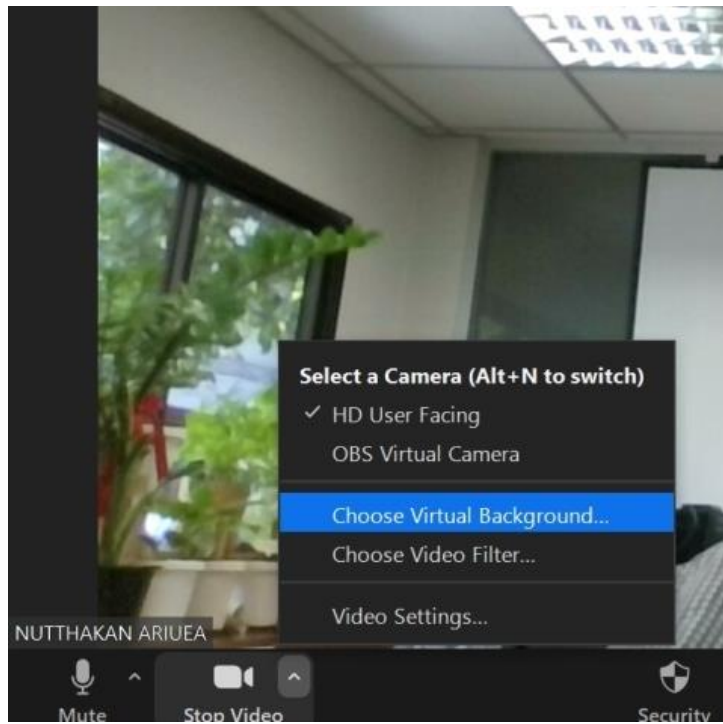 Select a Camera (Alt+N to switch)
HD User Facing
OBS Virtual Camera
Choose Virtual Background...
Choose Video Filter...
Video Settings...
NUTTHAKAN ARIUEA
Mute
Stop Video
Security